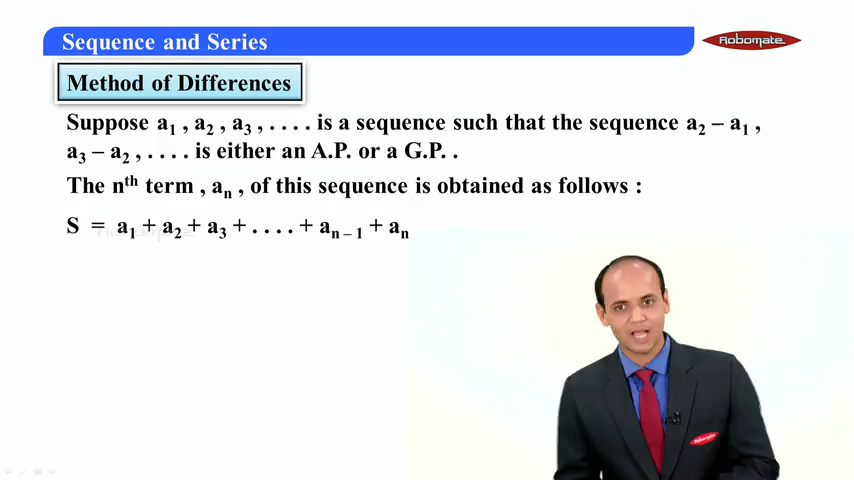 Sequence and Series
Robomate
Method of Differences
Suppose a₁ , a₂ , a₃ , . . . . is a sequence such that the sequence a₂ – a₁ ,
a₃ – a₂ , . . . . is either an A.P. or a G.P. .
The nᵗʰ term , aₙ , of this sequence is obtained as follows :
S = a₁ + a₂ + a₃ + . . . . + aₙ₋₁ + aₙ
Robomate